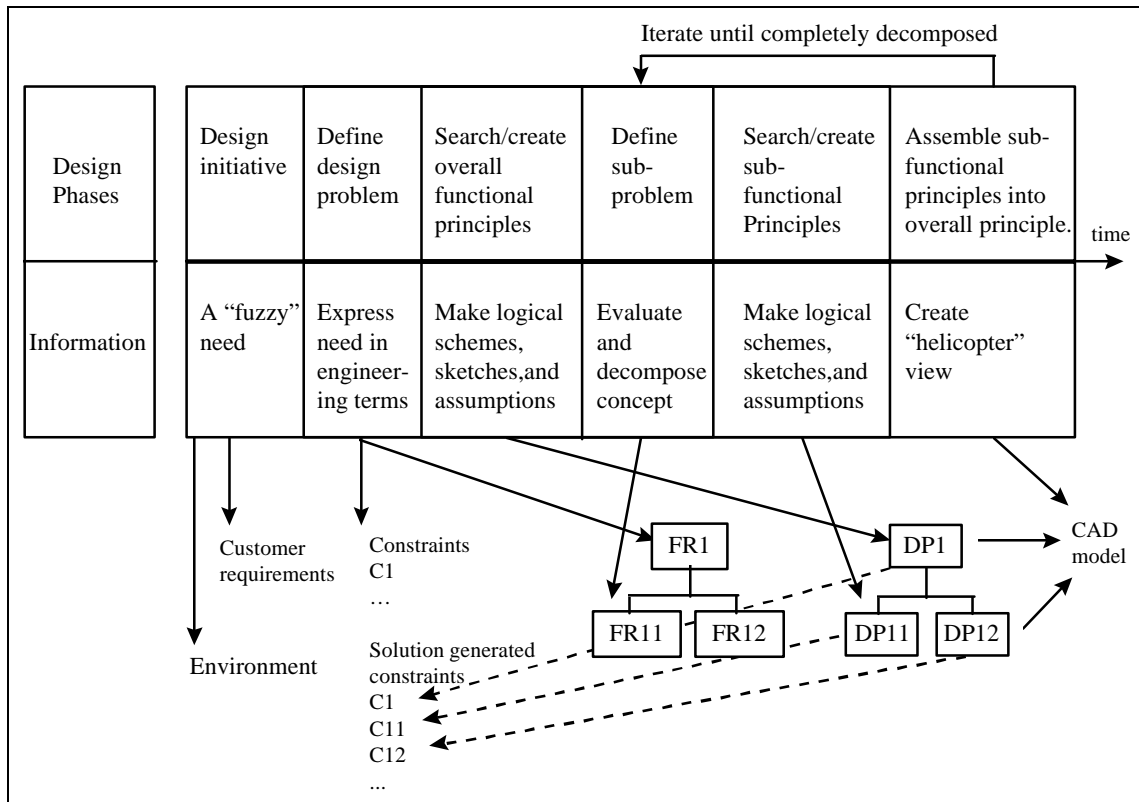 Iterate until completely decomposed
Design
Phases
Design
initiative
Define
design
problem
Search/create
overall
functional
principles
Define
sub-
problem
Search/create
sub-
functional
Principles
Assemble sub-
functional
principles into
overall principle.
time
Information
A “fuzzy”
need
Express
need in
engineer-
ing terms
Make logical
schemes,
sketches,and
assumptions
Evaluate
and
decompose
concept
Make logical
schemes,
sketches,and
assumptions
Create
“helicopter”
view
Customer
requirements
Environment
Constraints
C1
…
FR1
FR11
FR12
DP1
DP11
DP12
CAD
model
Solution generated
constraints
C1
C11
C12
...